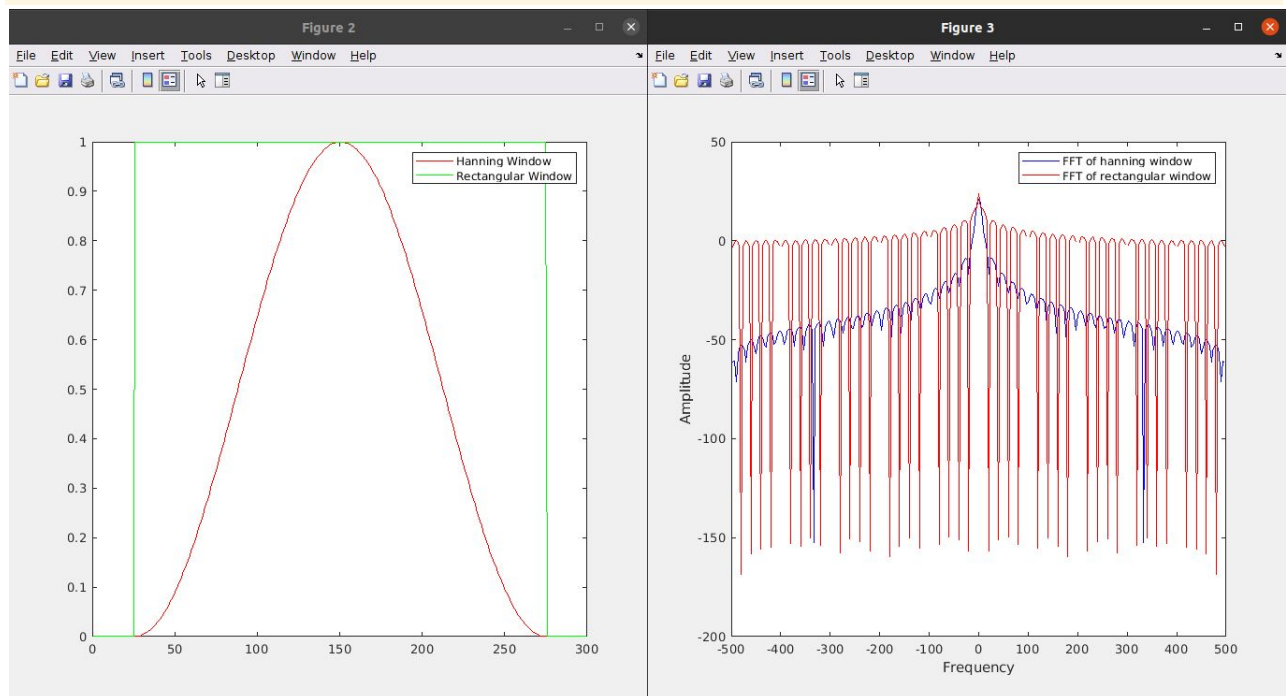 Figure 2
File Edit View Insert Tools Desktop Window Help
1
0.9
0.8
0.7
0.6
0.5
0.4
0.3
0.2
0.1
0
0 50 100 150 200 250 300
Hanning Window
Rectangular Window
Figure 3
File Edit View Insert Tools Desktop Window Help
50
0
-50
-100
-150
-200
-500 -400 -300 -200 -100 0 100 200 300 400 500
Amplitude
Frequency
FFT of hanning window
FFT of rectangular window